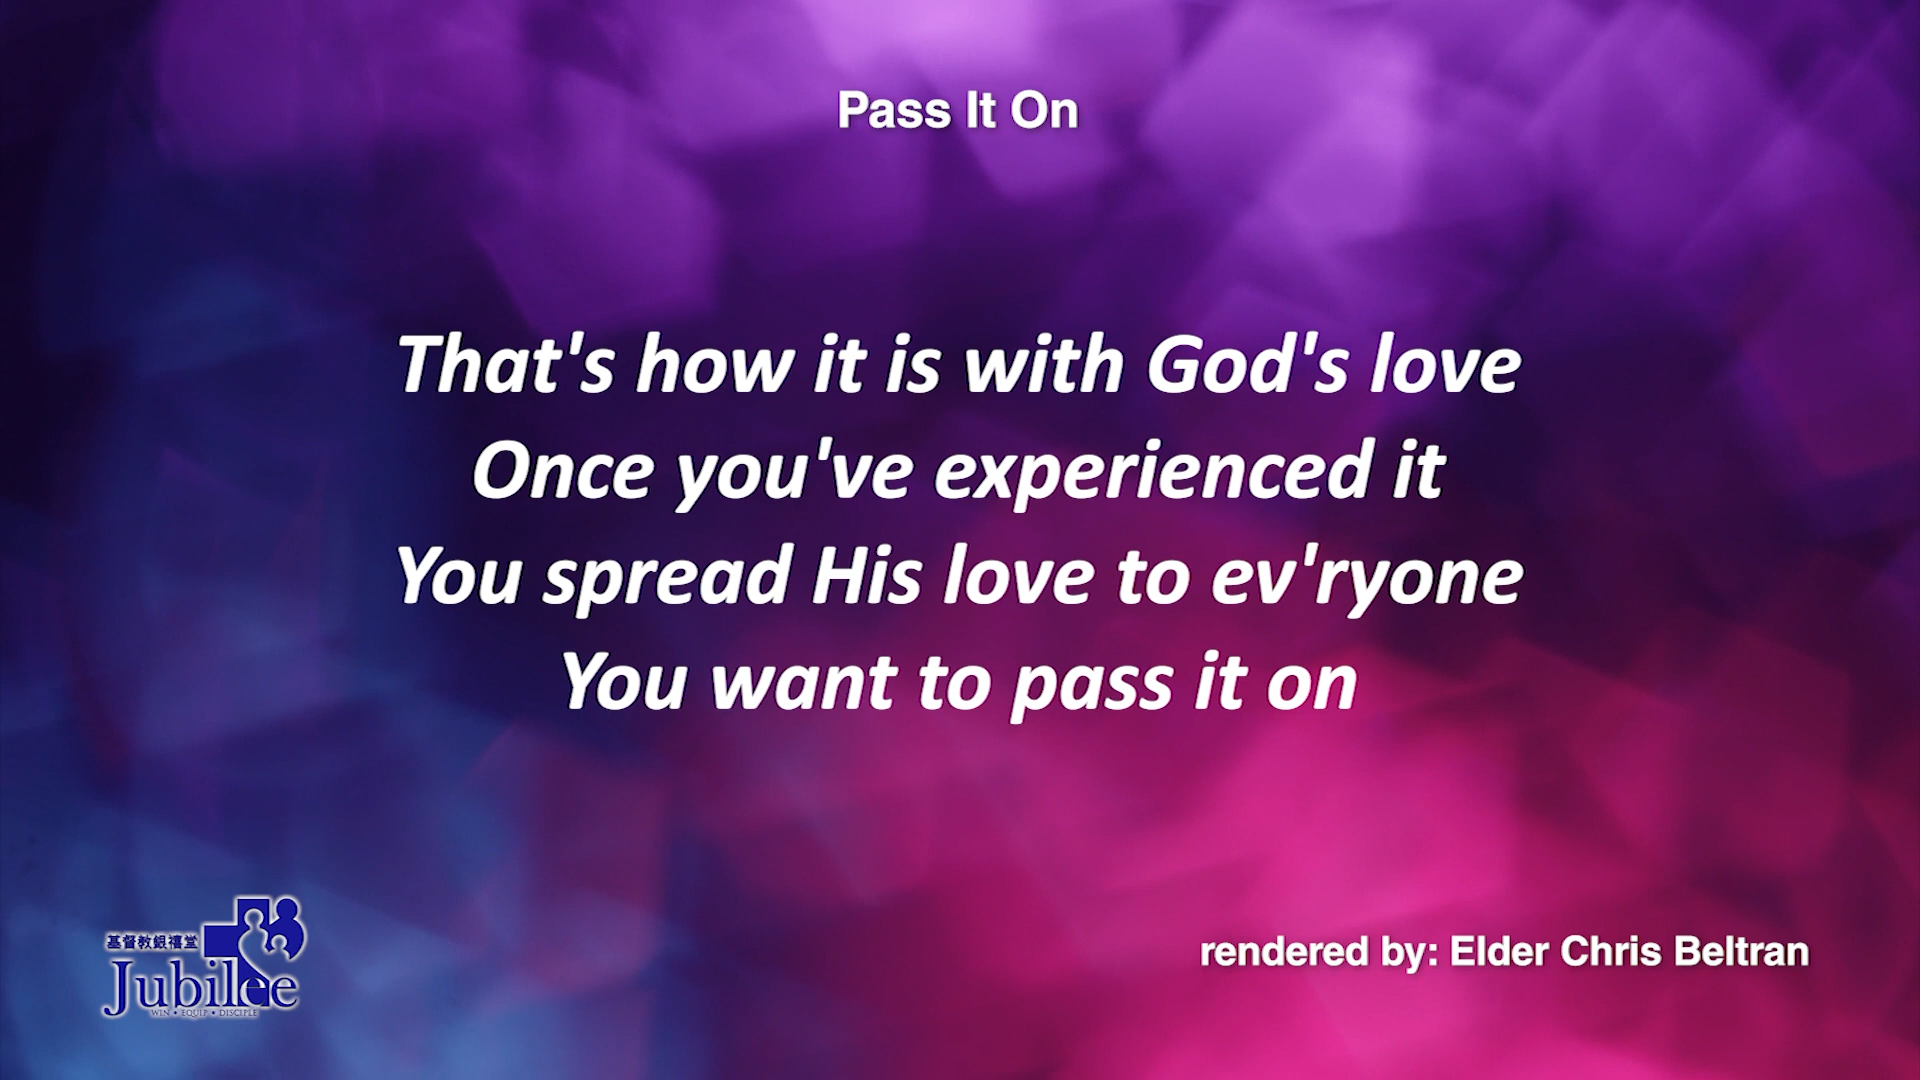 Pass It On
That's how it is with God's love
Once you've experienced it
You spread His love to ev'ryone
You want to pass it on
基督教銀禧堂
Jubilee
WIN • EQUIP • DISCIPLE
rendered by: Elder Chris Beltran